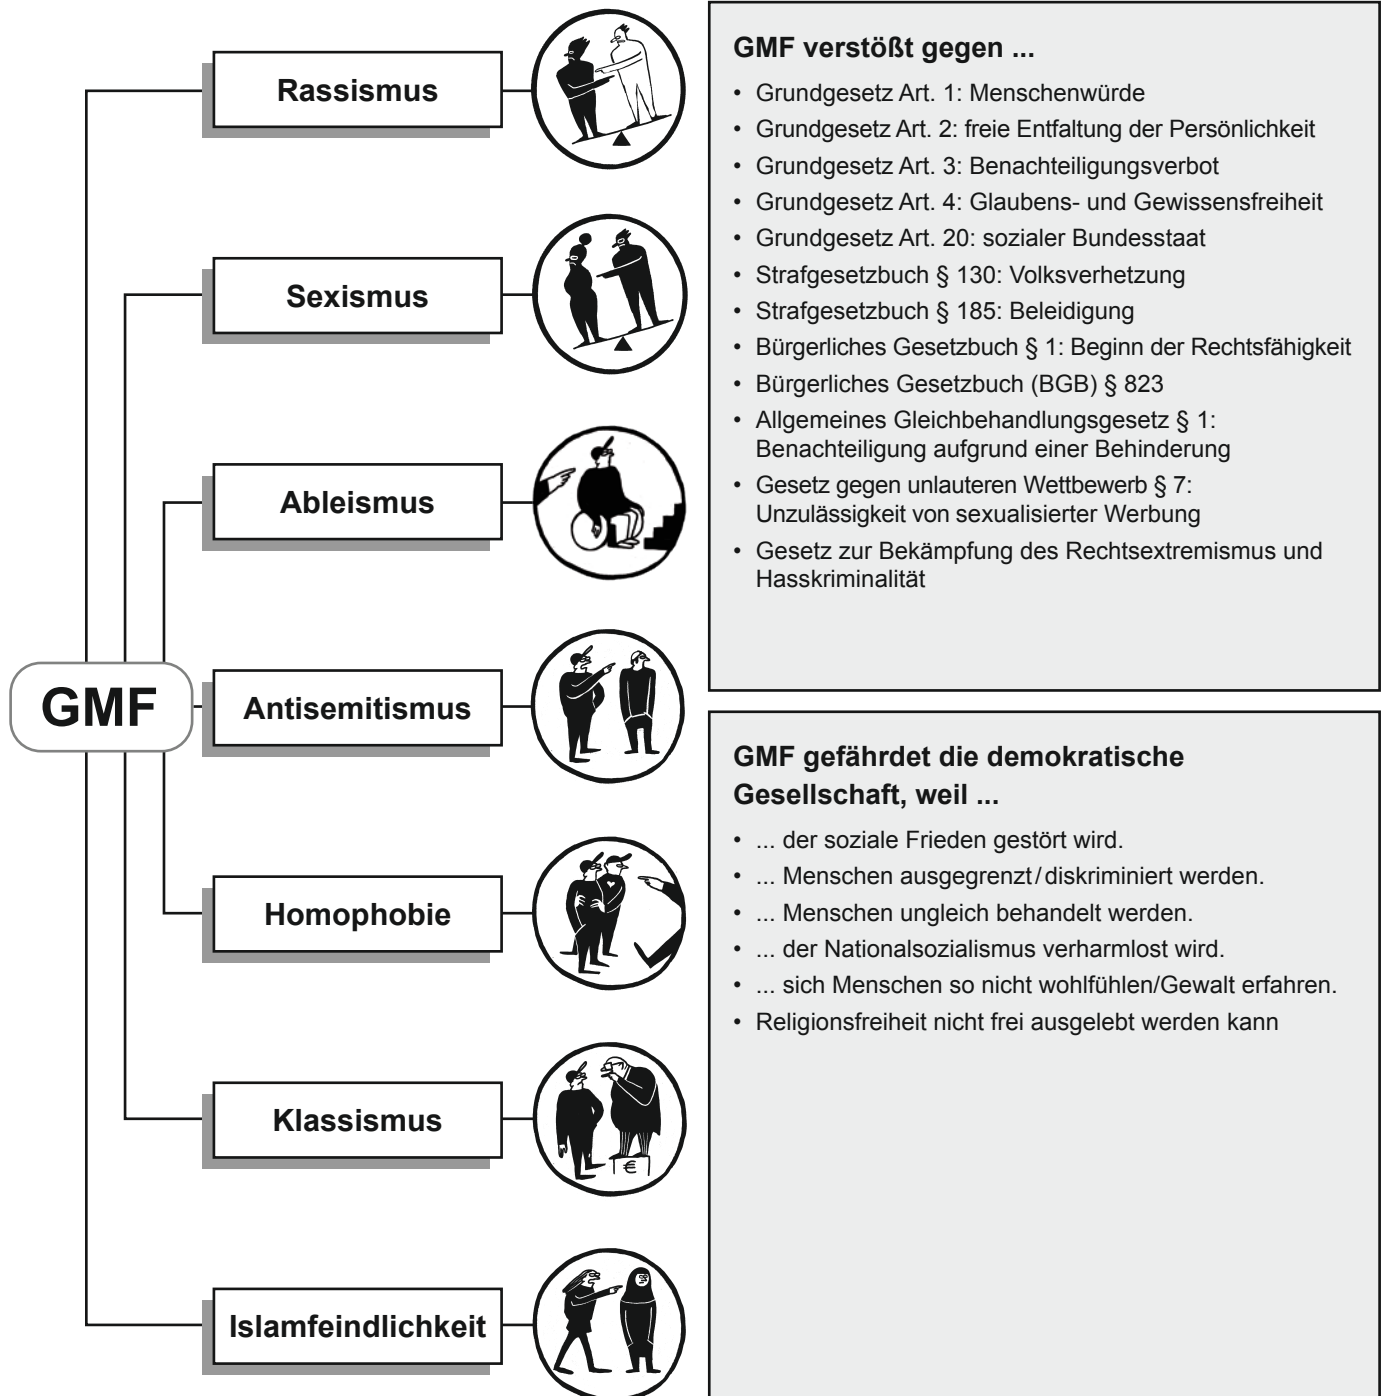 GMF
Rassismus
Sexismus
Ableismus
Antisemitismus
Homophobie
Klassismus
€
Islamfeindlichkeit
GMF verstößt gegen ...
• Grundgesetz Art. 1: Menschenwürde
• Grundgesetz Art. 2: freie Entfaltung der Persönlichkeit
• Grundgesetz Art. 3: Benachteiligungsverbot
• Grundgesetz Art. 4: Glaubens- und Gewissensfreiheit
• Grundgesetz Art. 20: sozialer Bundesstaat
• Strafgesetzbuch § 130: Volksverhetzung
• Strafgesetzbuch § 185: Beleidigung
• Bürgerliches Gesetzbuch § 1: Beginn der Rechtsfähigkeit
• Bürgerliches Gesetzbuch (BGB) § 823
• Allgemeines Gleichbehandlungsgesetz § 1:
Benachteiligung aufgrund einer Behinderung
• Gesetz gegen unlauteren Wettbewerb § 7:
Unzulässigkeit von sexualisierter Werbung
• Gesetz zur Bekämpfung des Rechtsextremismus und
Hasskriminalität
GMF gefährdet die demokratische
Gesellschaft, weil ...
• ... der soziale Frieden gestört wird.
• ... Menschen ausgegrenzt/diskriminiert werden.
• ... Menschen ungleich behandelt werden.
• ... der Nationalsozialismus verharmlost wird.
• ... sich Menschen so nicht wohlfühlen/Gewalt erfahren.
• Religionsfreiheit nicht frei ausgelebt werden kann